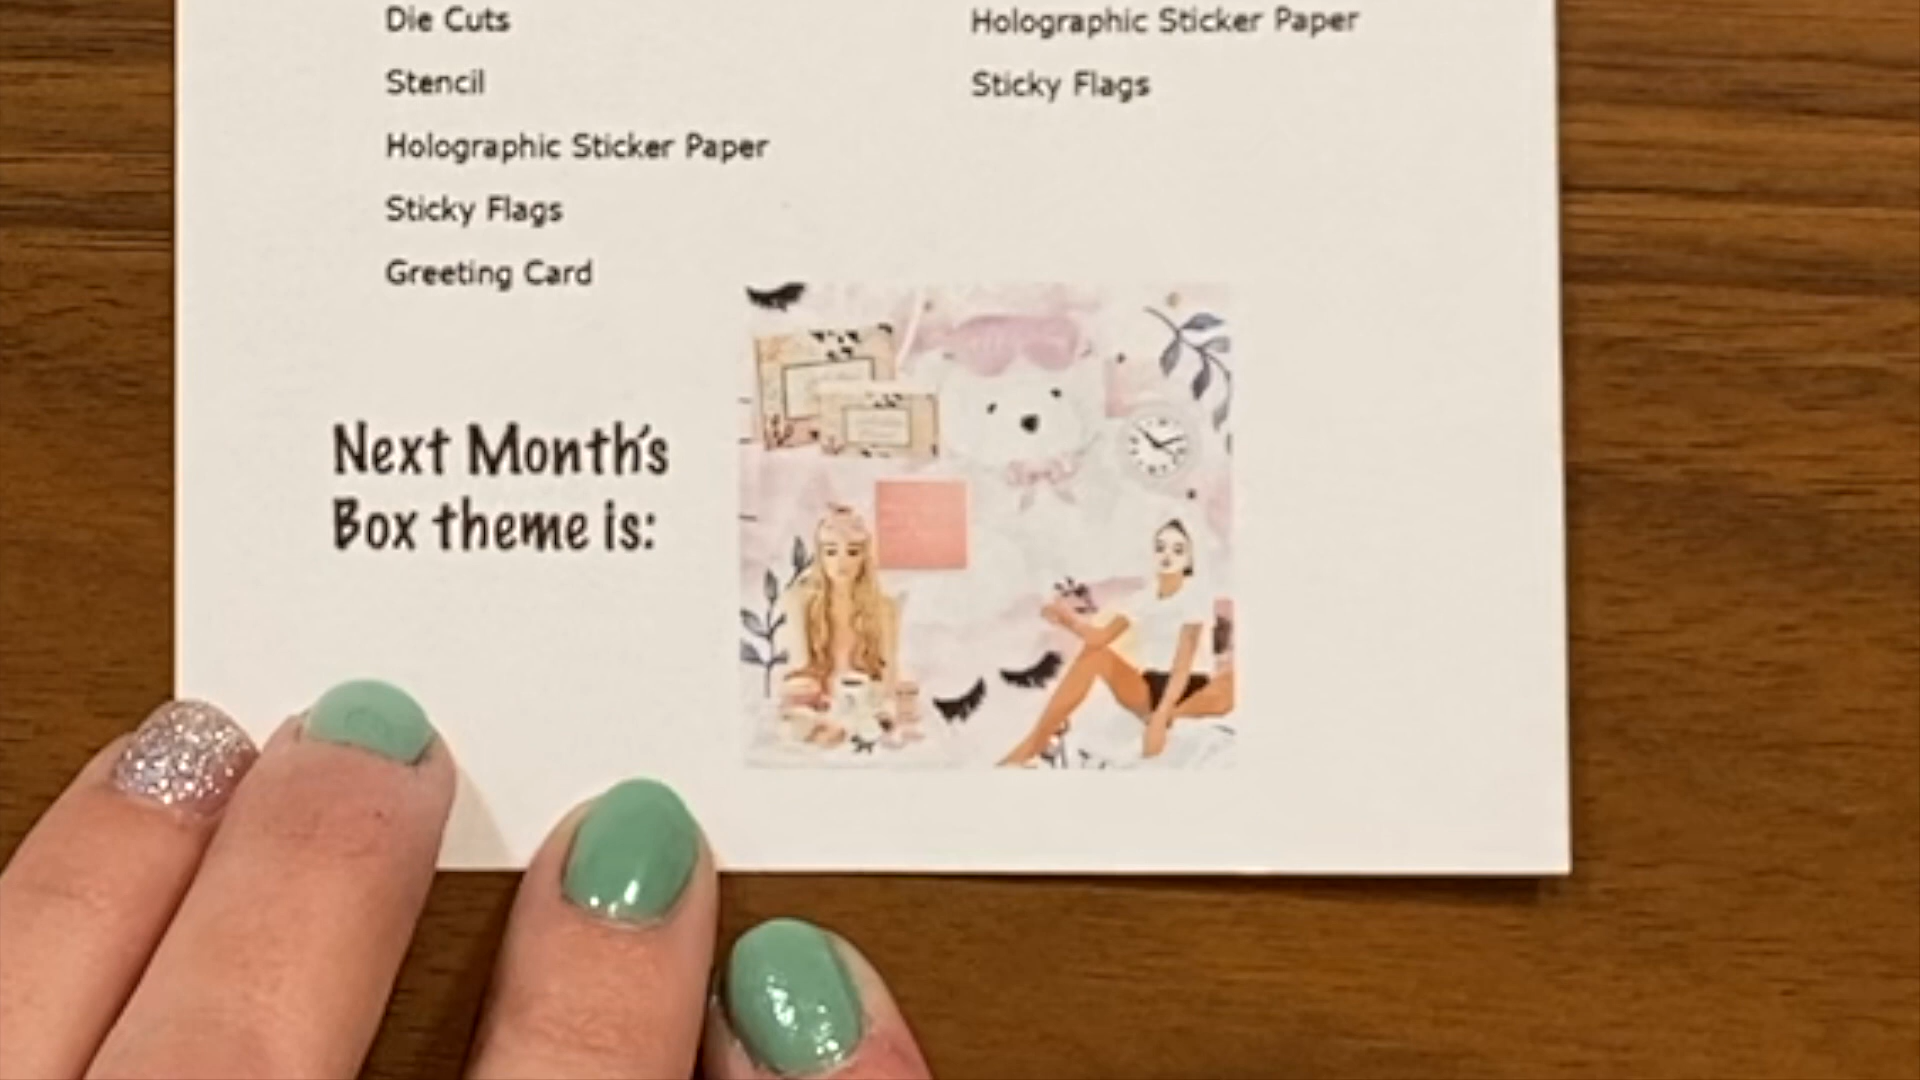 Die Cuts
Stencil
Holographic Sticker Paper
Sticky Flags
Greeting Card
Holographic Sticker Paper
Sticky Flags
Next Month's
Box theme is: